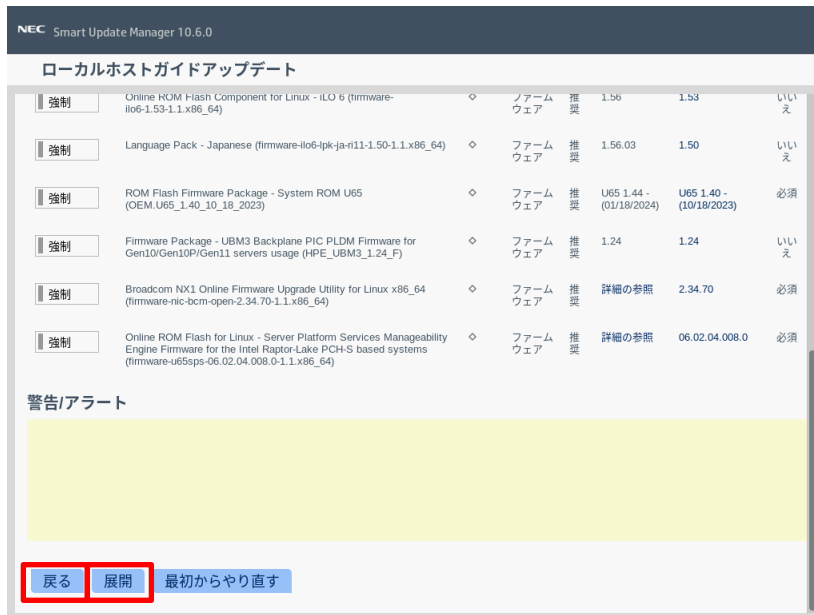 NEC Smart Update Manager 10.6.0
ローカルホストガイドアップデート
強制 Online ROM Flash Component for Linux - iLO 6 (firmware- ファーム 推 1.56 1.53 いい
ilo6-1.53-1.1.x86_64) ウェア 奨 え
強制 Language Pack - Japanese (firmware-ilo6-lpk-ja-ri11-1.50-1.1.x86_64) ファーム 推 1.56.03 1.50 いい
ウェア 奨 え
強制 ROM Flash Firmware Package - System ROM U65 ファーム 推 U65 1.44 - U65 1.40 - 必須
(OEM.U65_1.40_10_18_2023) ウェア 奨 (01/18/2024) (10/18/2023)
強制 Firmware Package - UBM3 Backplane PIC PLDM Firmware for ファーム 推 1.24 1.24 いい
Gen10/Gen10P/Gen11 servers usage (HPE_UBM3_1.24_F) ウェア 奨 え
強制 Broadcom NX1 Online Firmware Upgrade Utility for Linux x86_64 ファーム 推 詳細の参照 2.34.70 必須
(firmware-nic-bcm-open-2.34.70-1.1.x86_64) ウェア 奨
強制 Online ROM Flash for Linux - Server Platform Services Manageability ファーム 推 詳細の参照 06.02.04.008.0 必須
Engine Firmware for the Intel Raptor-Lake PCH-S based systems ウェア 奨
(firmware-u65sps-06.02.04.008.0-1.1.x86_64)
警告/アラート
戻る 展開 最初からやり直す